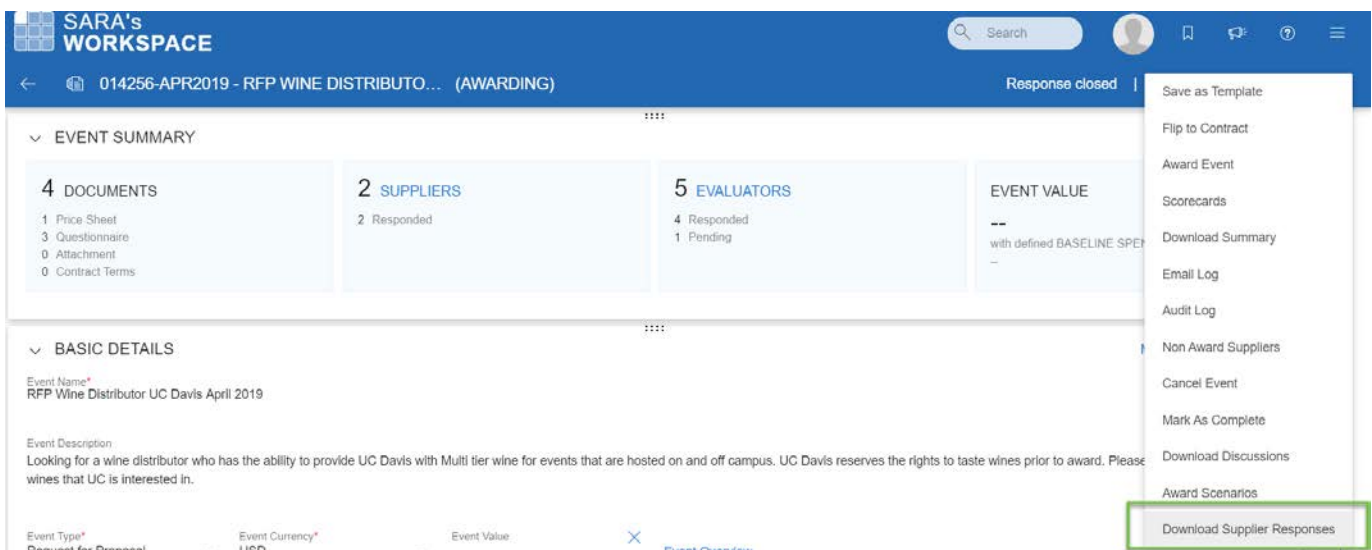 SARA's
WORKSPACE
Search
014256-APR2019 - RFP WINE DISTRIBUTO... (AWARDING)
Response closed |
EVENT SUMMARY
4 DOCUMENTS
1 Price Sheet
3 Questionnaire
0 Attachment
0 Contract Terms
2 SUPPLIERS
2 Responded
5 EVALUATORS
4 Responded
1 Pending
EVENT VALUE
--
with defined BASELINE SPEN
--
BASIC DETAILS
Event Name*
RFP Wine Distributor UC Davis April 2019
Event Description
Looking for a wine distributor who has the ability to provide UC Davis with Multi tier wine for events that are hosted on and off campus. UC Davis reserves the rights to taste wines prior to award. Please
wines that UC is interested in.
Event Type*
Request for Proposal
Event Currency*
USD
Event Value
Event Overview
Save as Template
Flip to Contract
Award Event
Scorecards
Download Summary
Email Log
Audit Log
Non Award Suppliers
Cancel Event
Mark As Complete
Download Discussions
Award Scenarios
Download Supplier Responses